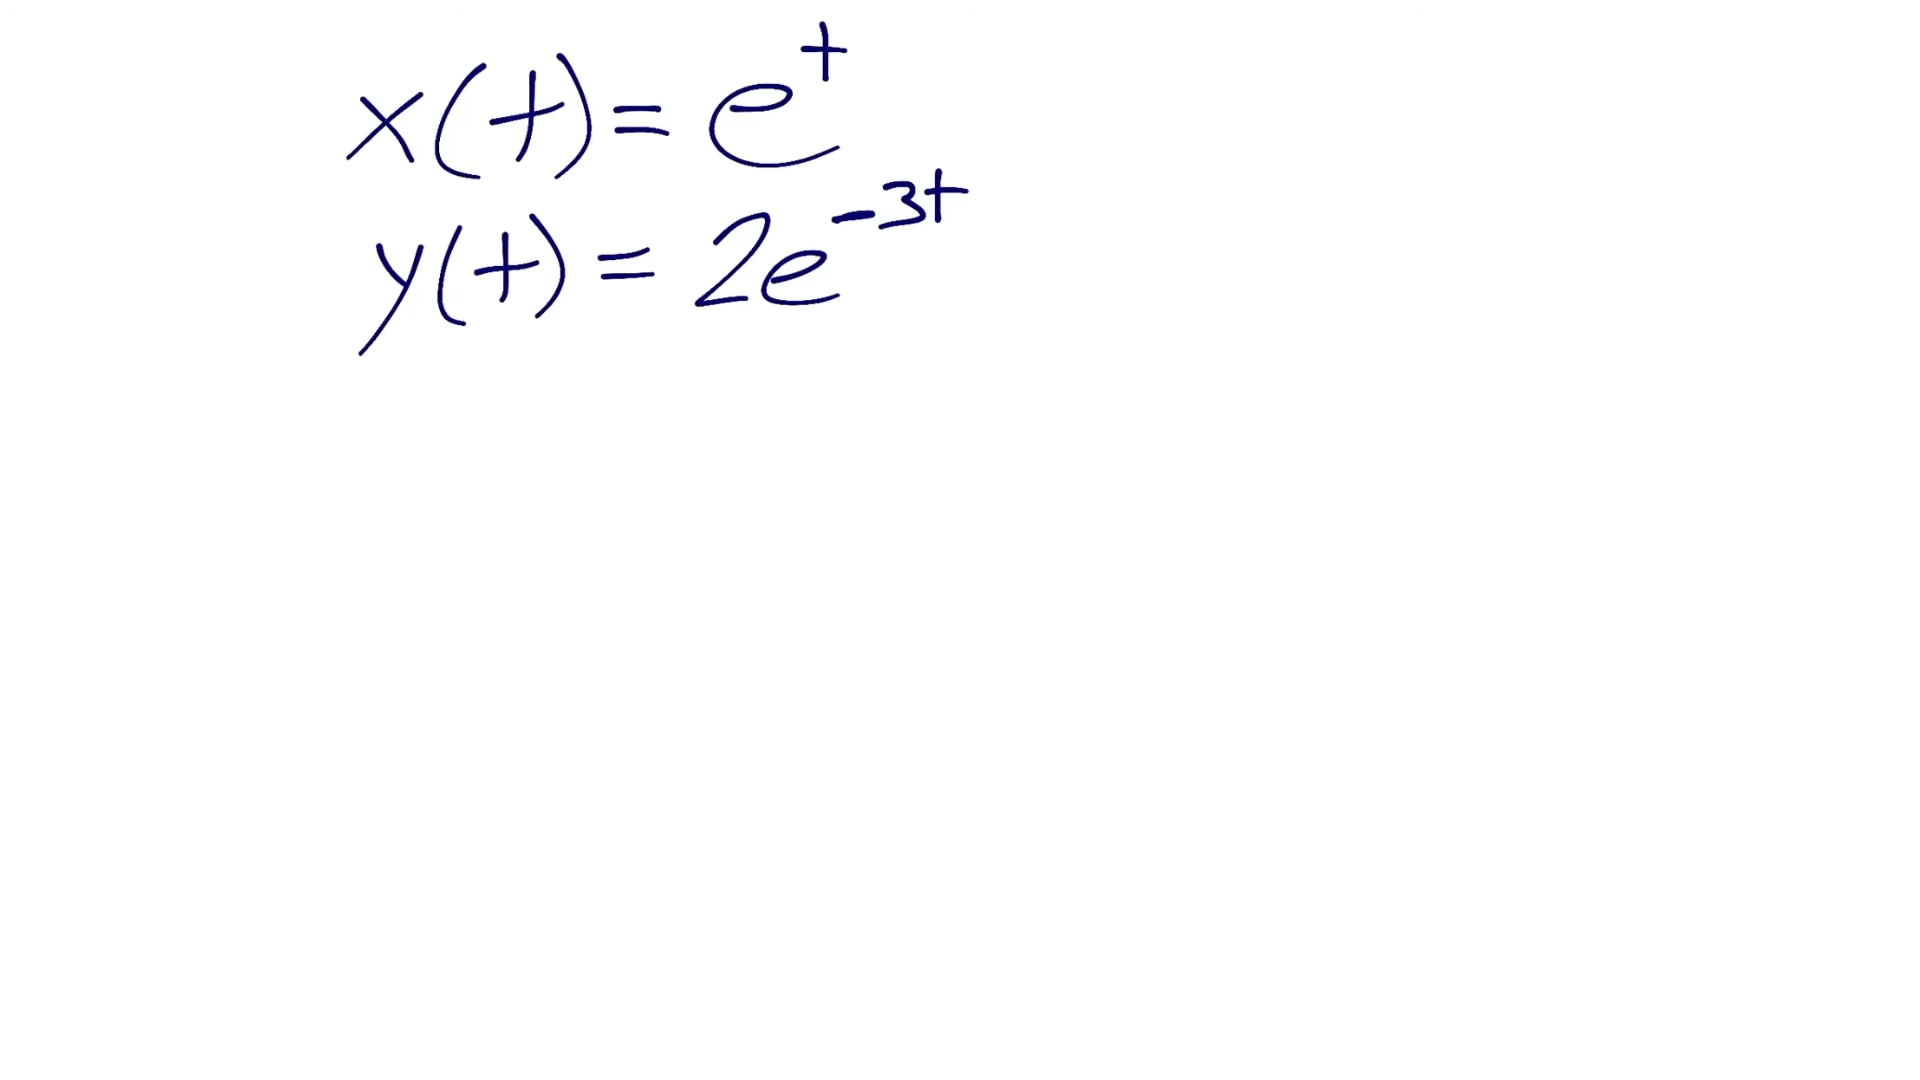 x(t) = e^t
y(t) = 2e^{-3t}